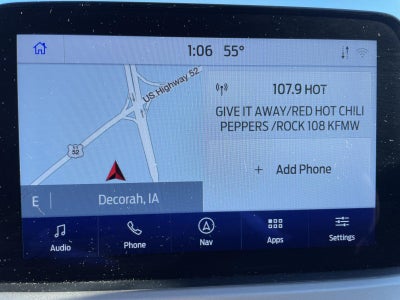 1:06 55°
US Highway 52
52
E Decorah, IA
107.9 HOT
GIVE IT AWAY/RED HOT CHILI
PEPPERS /ROCK 108 KFMW
+ Add Phone
Audio
Phone
Nav
Apps
Settings